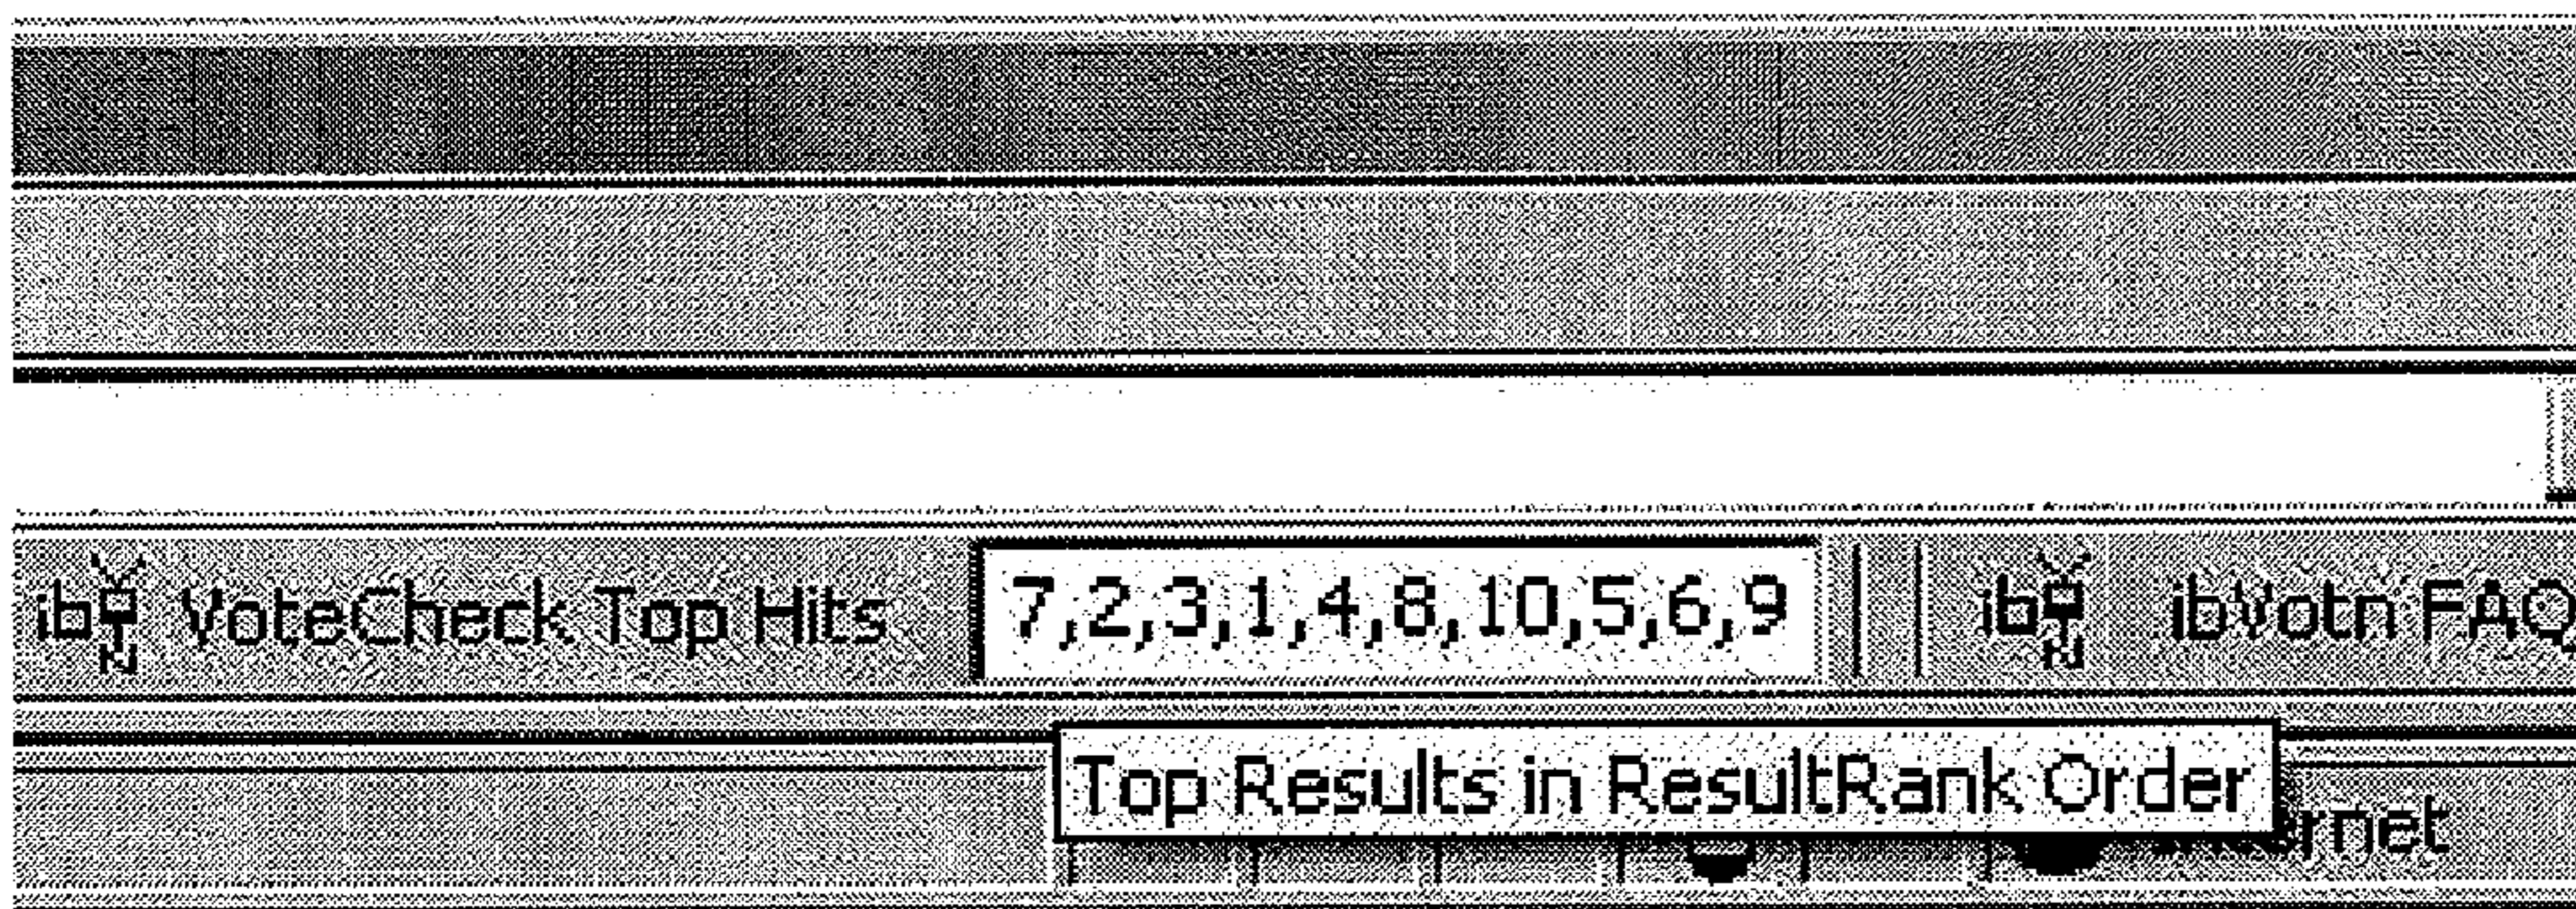 ib VoteCheck Top Hits 7,2,3,1,4,8,10,5,6,9 ib ibVotn FAQ
Top Results in ResultRank Order